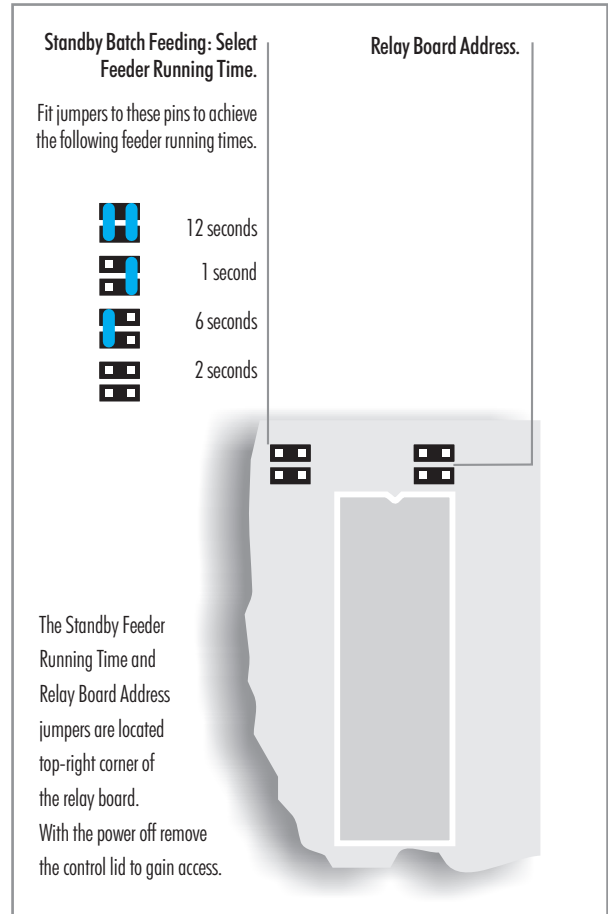 Standby Batch Feeding: Select
Feeder Running Time.
Relay Board Address.
Fit jumpers to these pins to achieve
the following feeder running times.
12 seconds
1 second
6 seconds
2 seconds
The Standby Feeder
Running Time and
Relay Board Address
jumpers are located
top-right corner of
the relay board.
With the power off remove
the control lid to gain access.